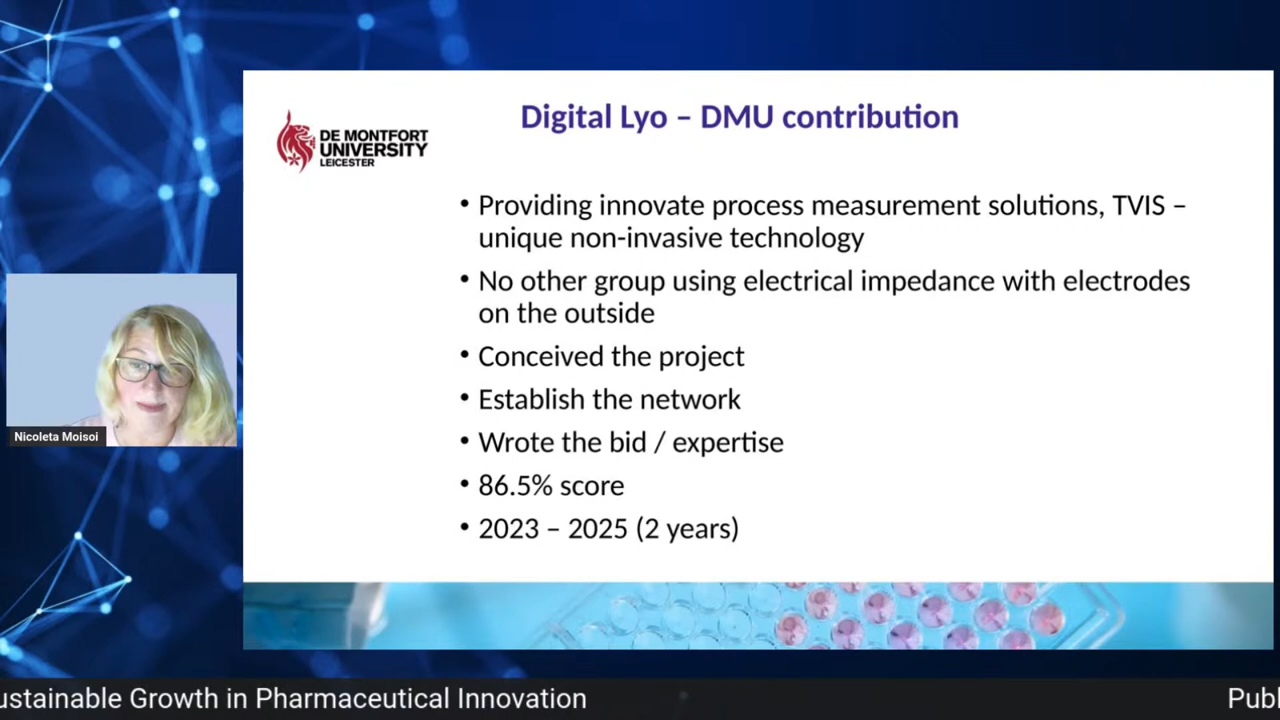 Digital Lyo – DMU contribution
DE MONTFORT
UNIVERSITY
LEICESTER
• Providing innovate process measurement solutions, TVIS –
unique non-invasive technology
• No other group using electrical impedance with electrodes
on the outside
• Conceived the project
• Establish the network
• Wrote the bid / expertise
• 86.5% score
• 2023 – 2025 (2 years)
Nicoleta Moisoi
ustainable Growth in Pharmaceutical Innovation
Publ